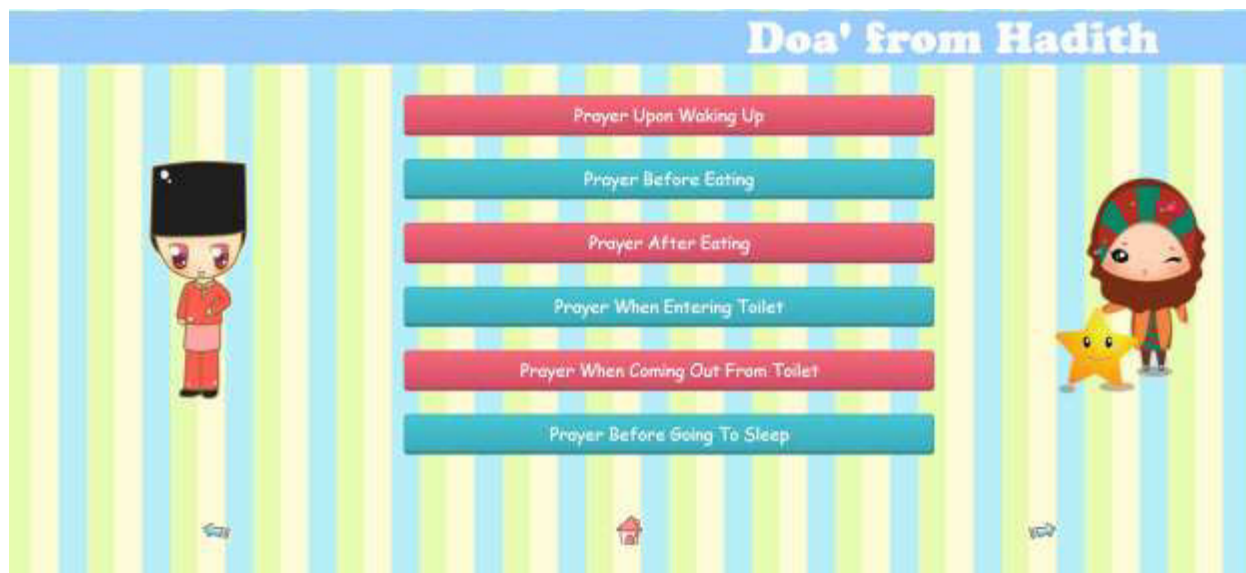 Doa' from Hadith
Prayer Upon Waking Up
Prayer Before Eating
Prayer After Eating
Prayer When Entering Toilet
Prayer When Coming Out From Toilet
Prayer Before Going To Sleep